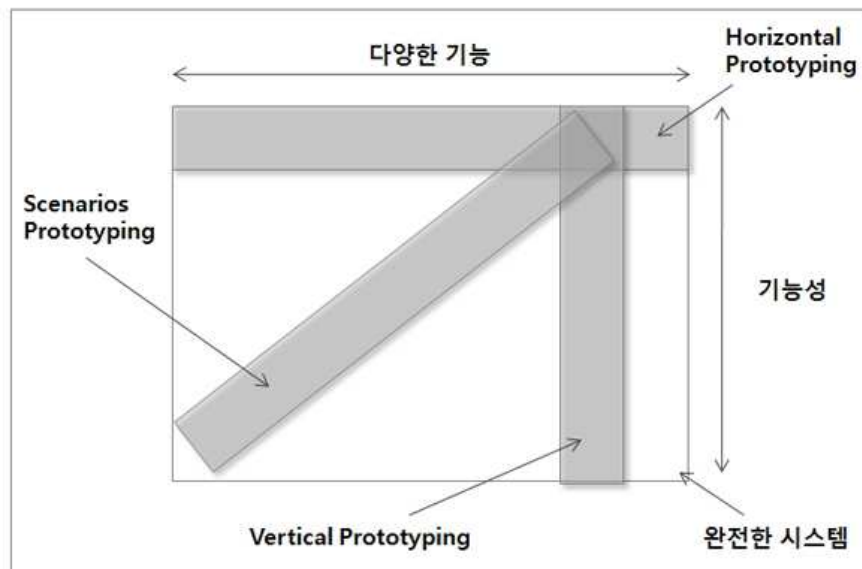 다양한 기능
Horizontal
Prototyping
Scenarios
Prototyping
기능성
Vertical Prototyping
완전한 시스템